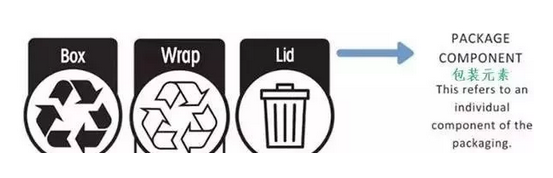 Box
Wrap
Lid
PACKAGE
COMPONENT
包装元素
This refers to an
individual
component of the
packaging.